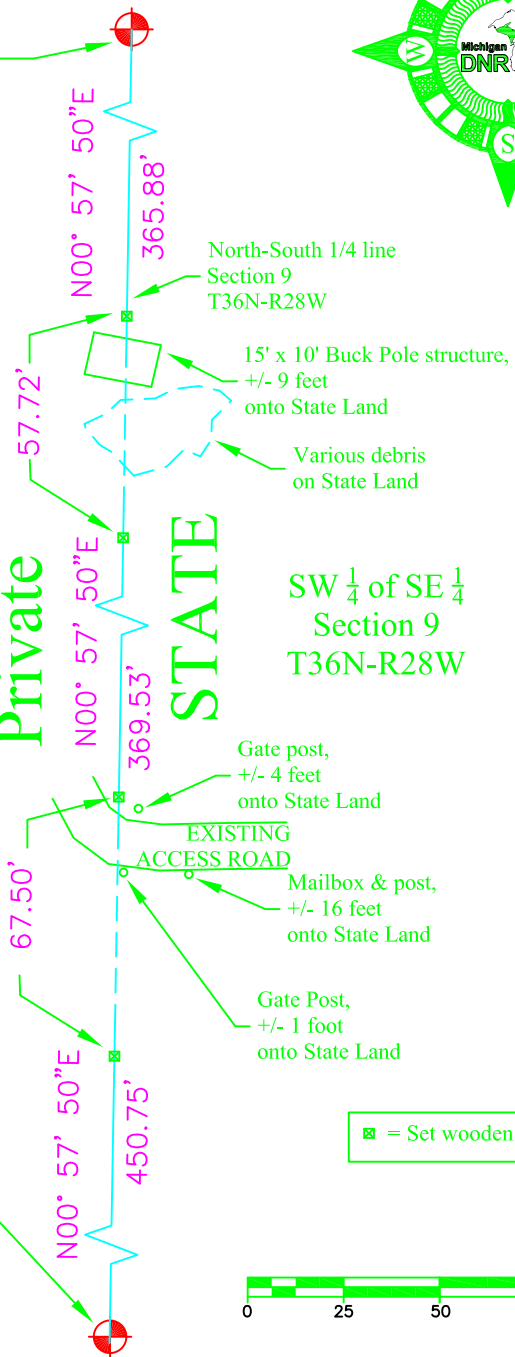 W
Michigan
DNR
S
N00° 57' 50"E
365.88'
North-South 1/4 line
Section 9
T36N-R28W
15' x 10' Buck Pole structure,
+/- 9 feet
onto State Land
57.72'
Various debris
on State Land
Private
STATE
SW 1/4 of SE 1/4
Section 9
T36N-R28W
N00° 57' 50"E
369.53'
Gate post,
+/- 4 feet
onto State Land
EXISTING
ACCESS ROAD
67.50'
Mailbox & post,
+/- 16 feet
onto State Land
Gate Post,
+/- 1 foot
onto State Land
N00° 57' 50"E
450.75'
= Set wooden
0 25 50